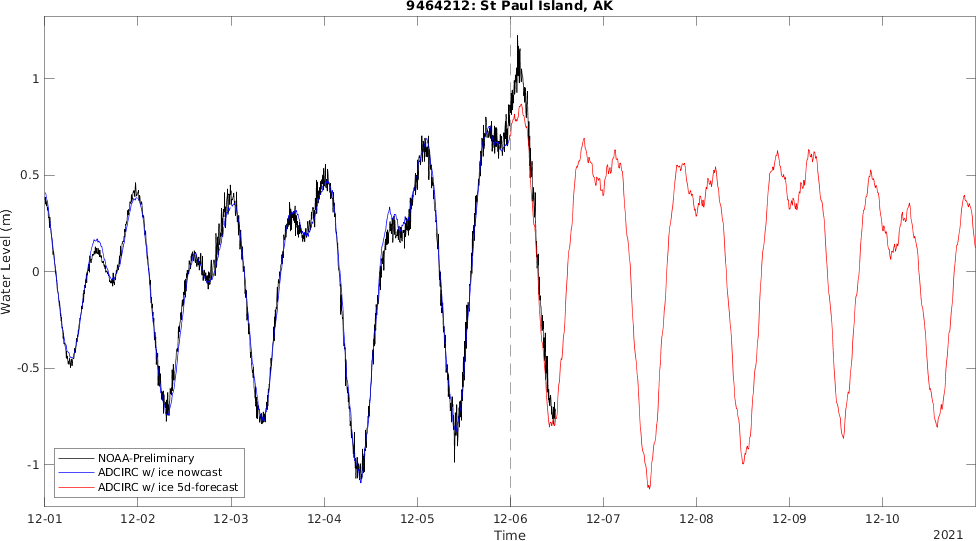 9464212: St Paul Island, AK
Water Level (m)
1
0.5
0
-0.5
-1
NOAA-Preliminary
ADCIRC w/ ice nowcast
ADCIRC w/ ice 5d-forecast
12-01 12-02 12-03 12-04 12-05 12-06 12-07 12-08 12-09 12-10
Time
2021